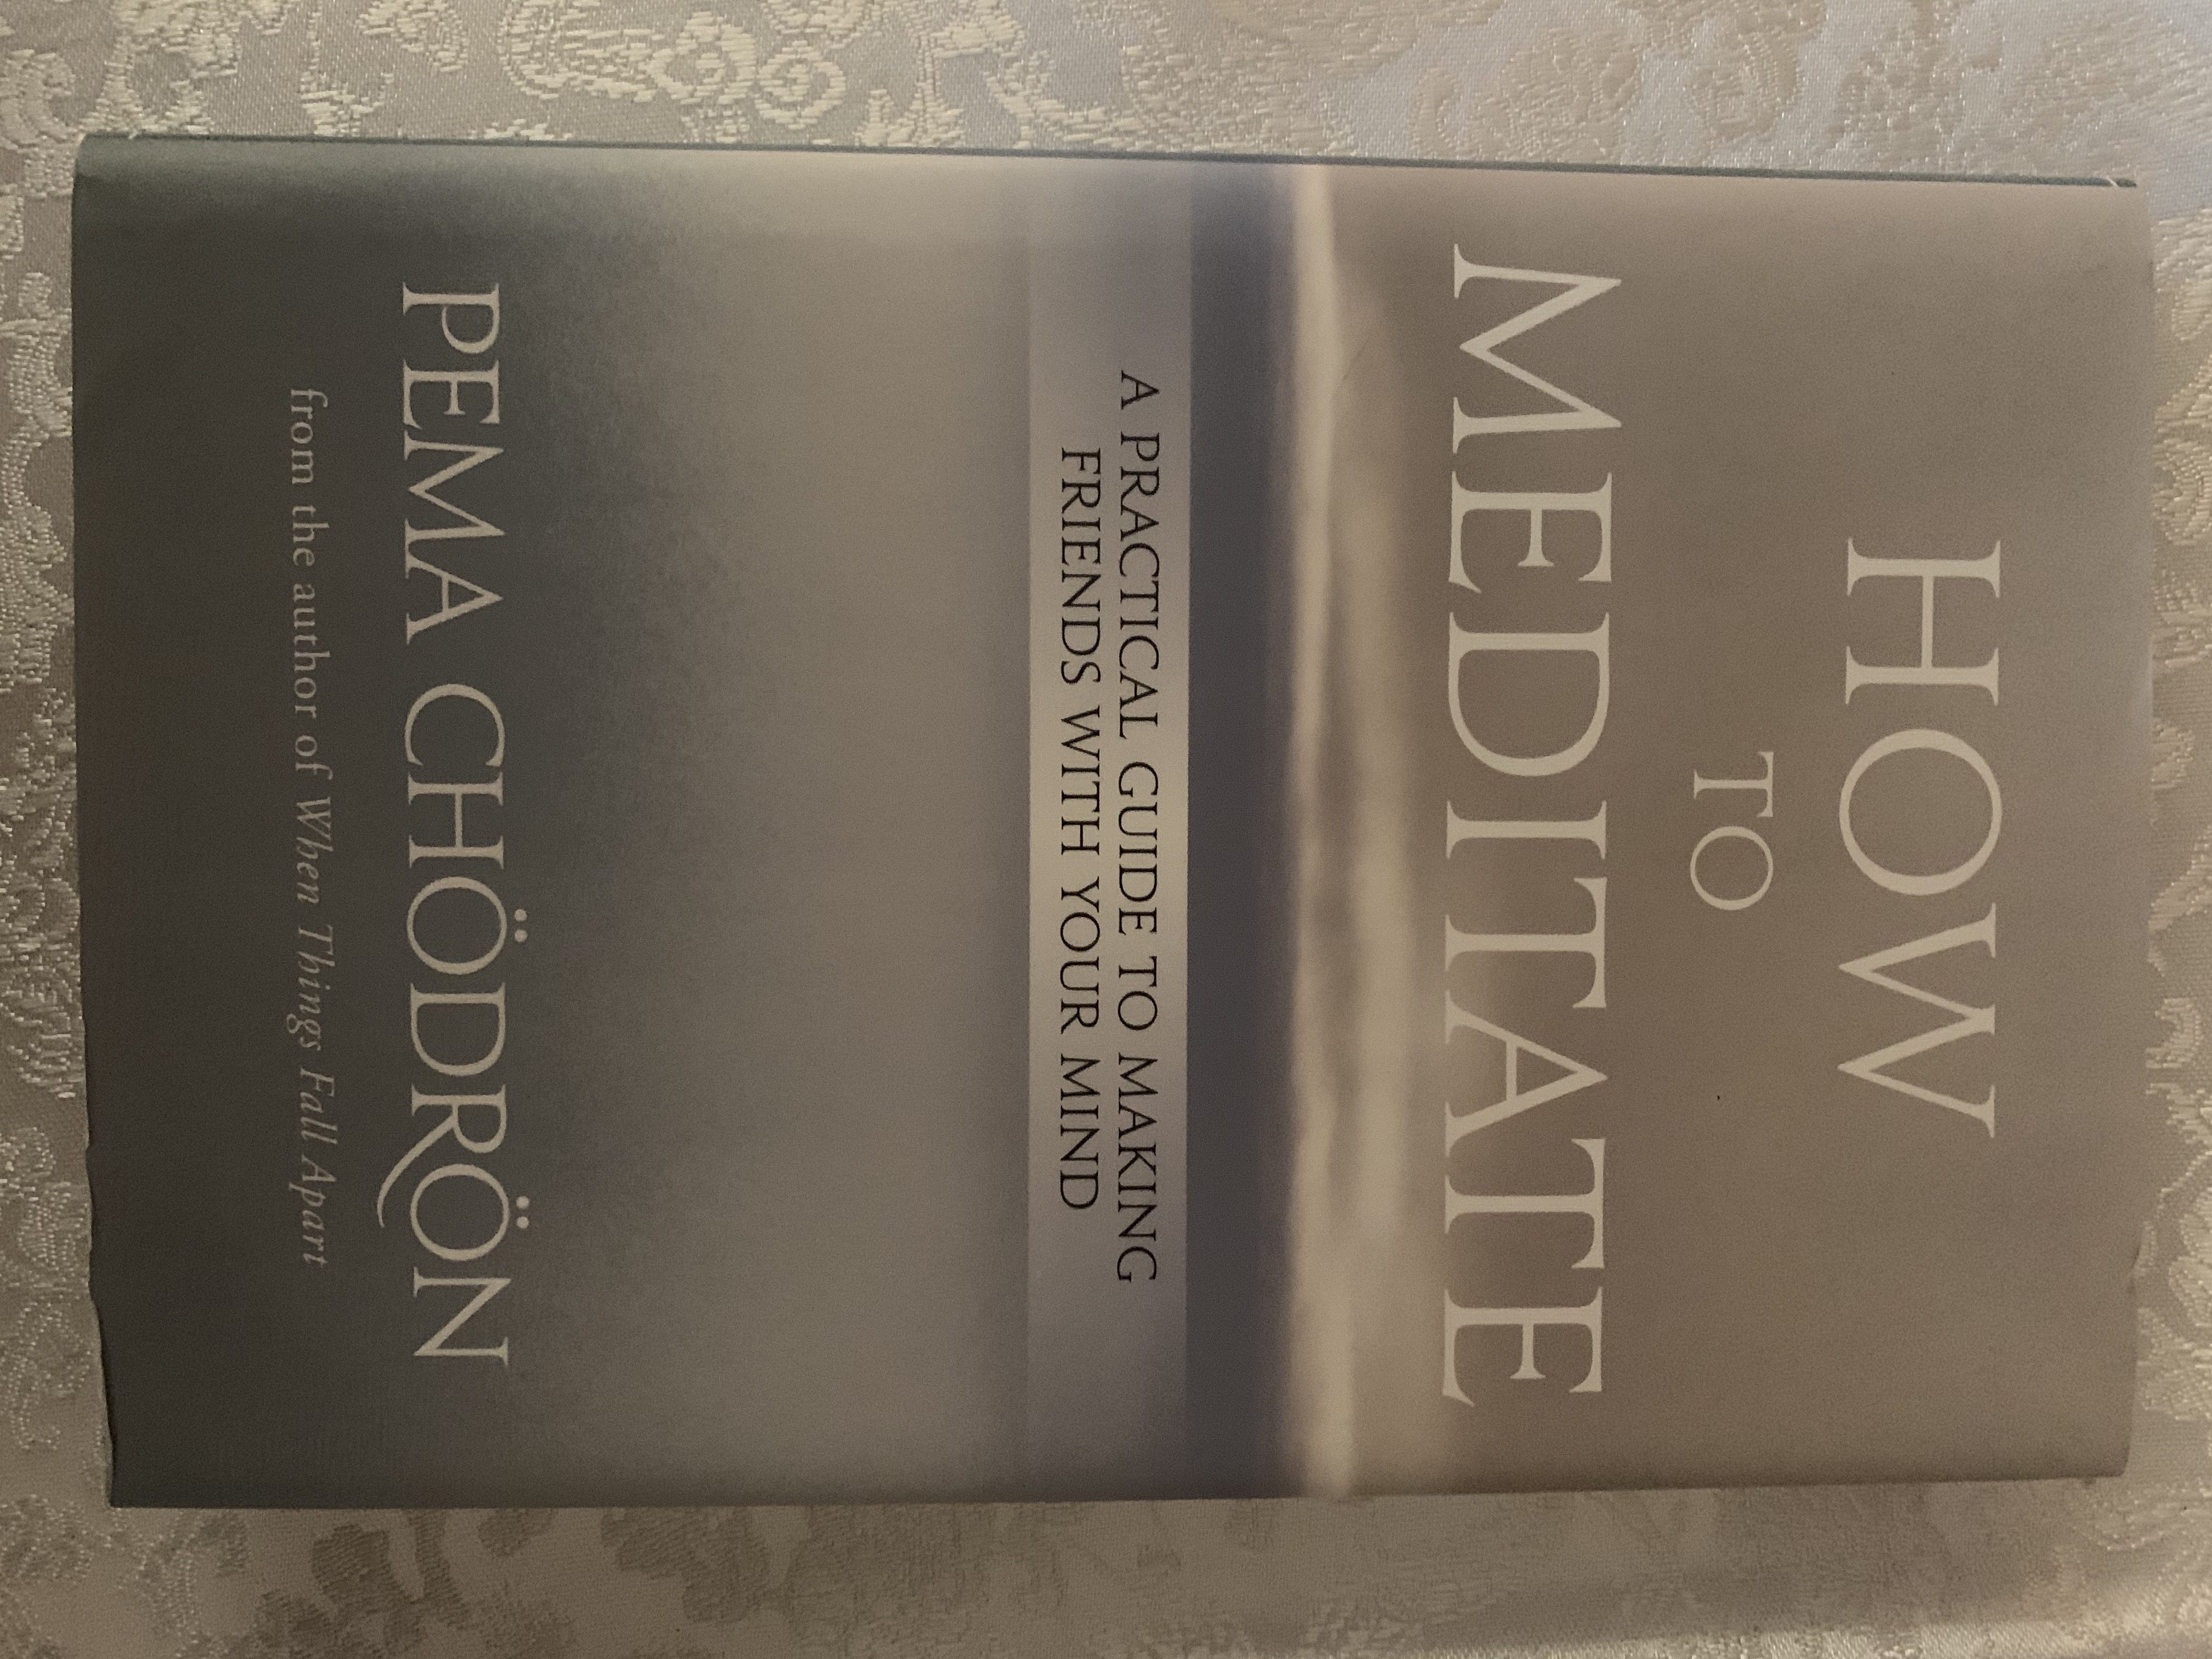 HOW
TO
MEDITATE
A PRACTICAL GUIDE TO MAKING
FRIENDS WITH YOUR MIND
PEMA CHÖDRÖN
from the author of When Things Fall Apart